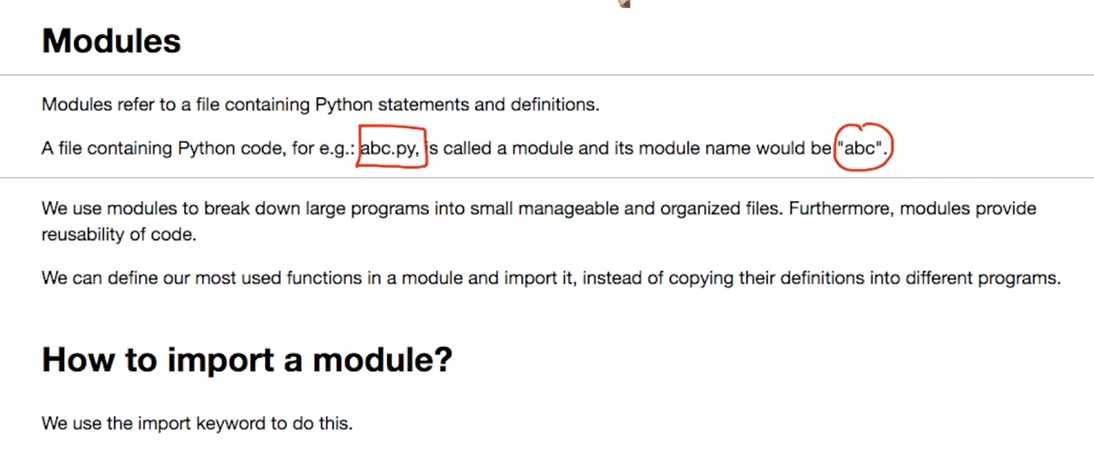 Modules
Modules refer to a file containing Python statements and definitions.
A file containing Python code, for e.g.: abc.py, is called a module and its module name would be "abc".
We use modules to break down large programs into small manageable and organized files. Furthermore, modules provide
reusability of code.
We can define our most used functions in a module and import it, instead of copying their definitions into different programs.
How to import a module?
We use the import keyword to do this.